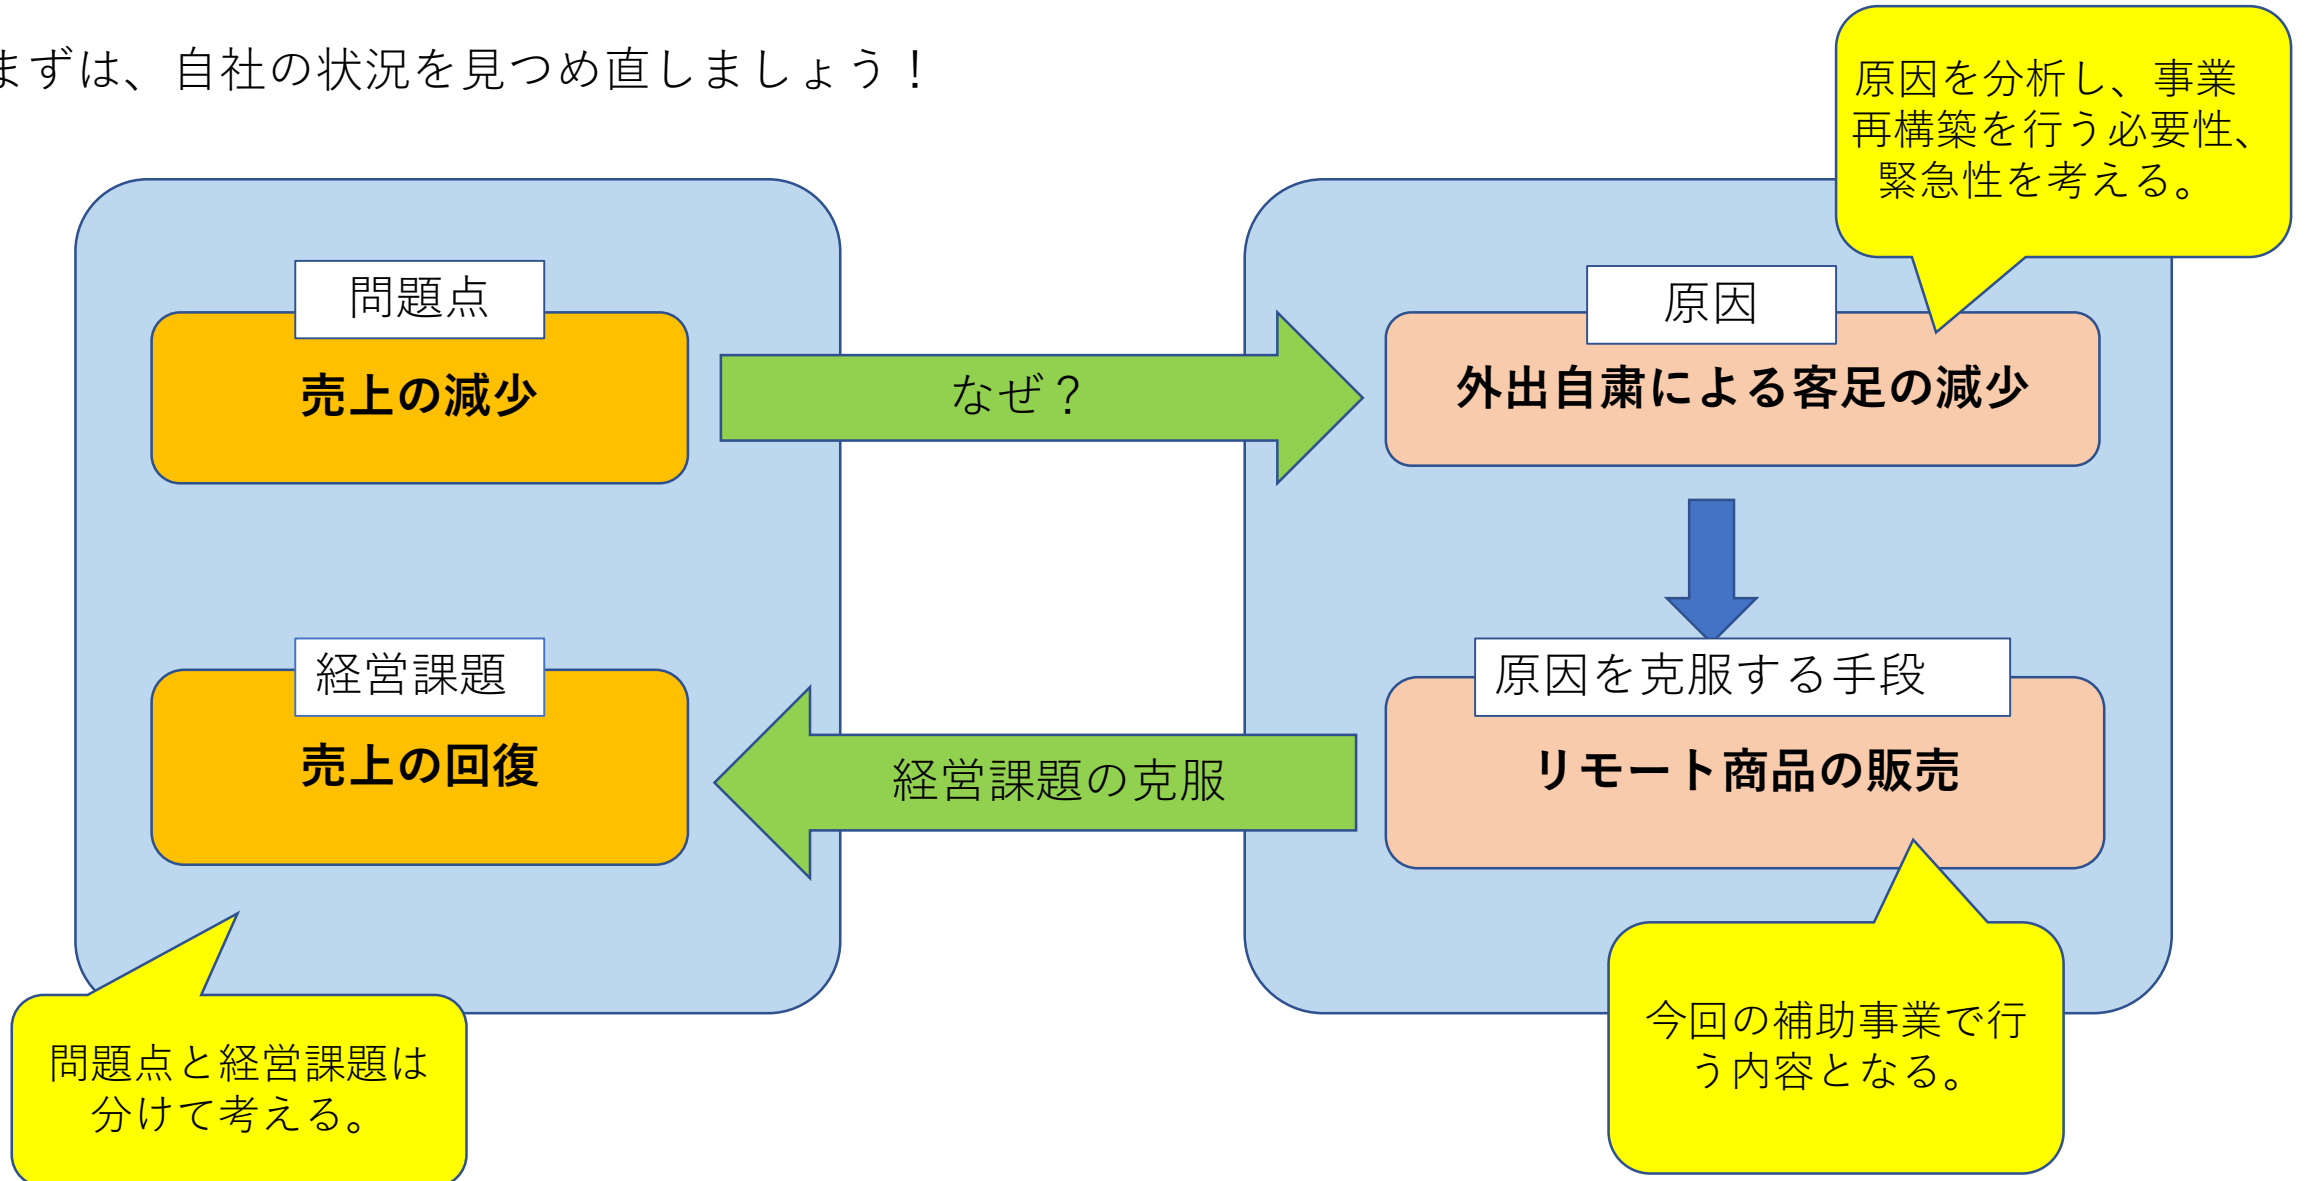 まずは、自社の状況を見つめ直しましょう！
原因を分析し、事業
再構築を行う必要性、
緊急性を考える。
問題点
売上の減少
なぜ？
原因
外出自粛による客足の減少
経営課題
売上の回復
経営課題の克服
原因を克服する手段
リモート商品の販売
問題点と経営課題は
分けて考える。
今回の補助事業で行
う内容となる。